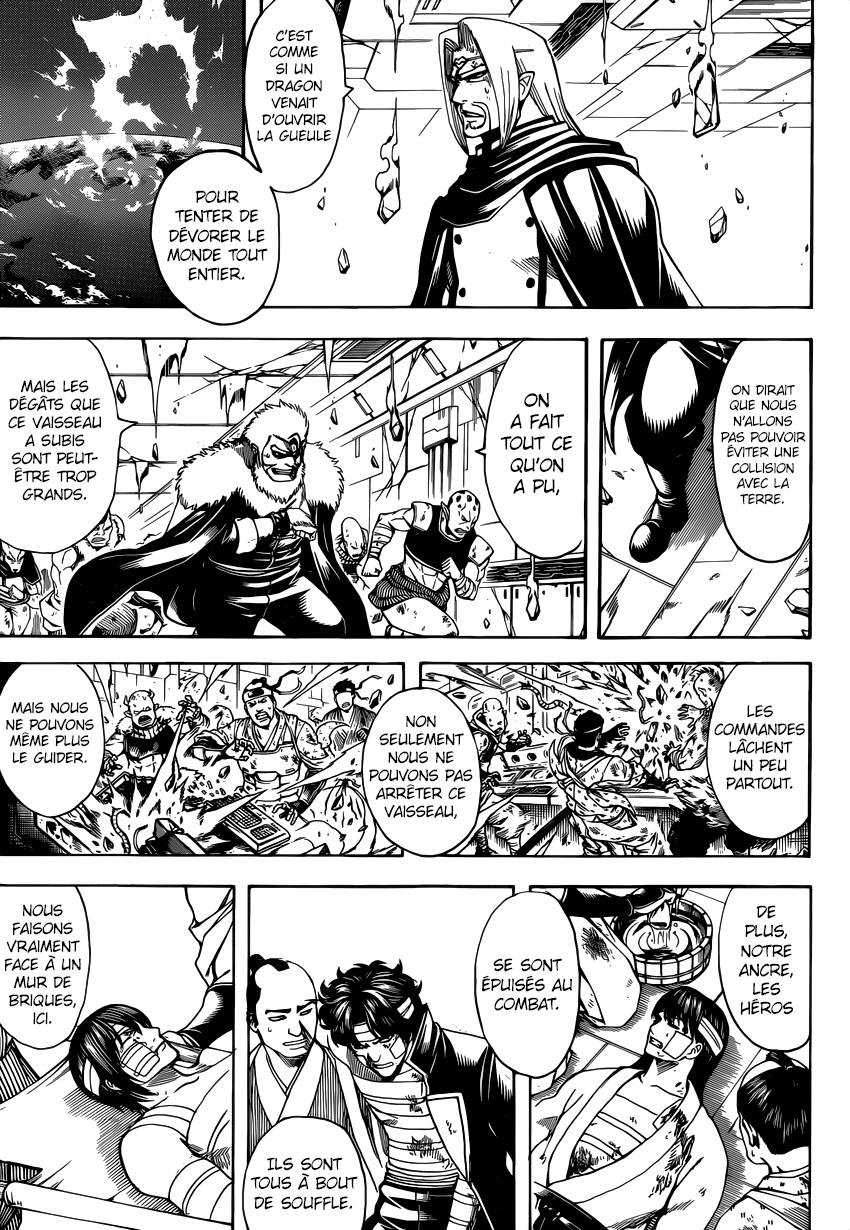 C'EST
COMME
SI UN
DRAGON
VENAIT
D'OUVRIR
LA GUEULE
POUR
TENTER DE
DÉVORER LE
MONDE TOUT
ENTIER.
ON DIRAIT
QUE NOUS
N'ALLONS
PAS POUVOIR
ÉVITER UNE
COLLISION
AVEC LA
TERRE.
ON
A FAIT
TOUT CE
QU'ON
A PU,
MAIS LES
DÉGÂTS QUE
CE VAISSEAU
A SUBIS
SONT PEUT-
ÊTRE TROP
GRANDS.
LES
COMMANDES
LÂCHENT
UN PEU
PARTOUT.
NON
SEULEMENT
NOUS NE
POUVONS PAS
ARRÊTER CE
VAISSEAU,
MAIS NOUS
NE POUVONS
MÊME PLUS
LE GUIDER.
DE
PLUS,
NOTRE
ANCRE,
LES
HÉROS
SE SONT
ÉPUISÉS AU
COMBAT.
ILS SONT
TOUS À BOUT
DE SOUFFLE.
NOUS
FAISONS
VRAIMENT
FACE À UN
MUR DE
BRIQUES,
ICI.